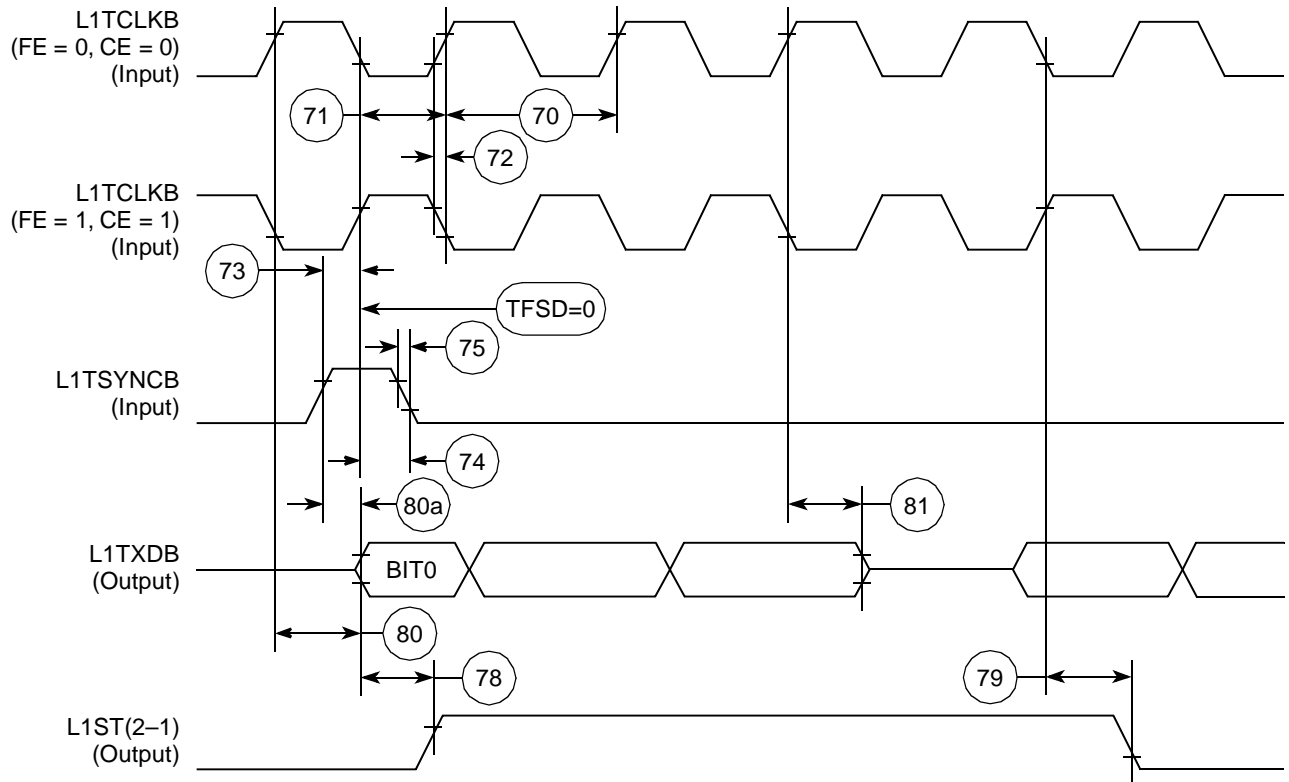 L1TCLKB
(FE = 0, CE = 0)
(Input)
71
70
72
L1TCLKB
(FE = 1, CE = 1)
(Input)
73
TFSD=0
75
L1TSYNCB
(Input)
74
80a
81
L1TXDB
(Output)
BIT0
80
78
79
L1ST(2–1)
(Output)